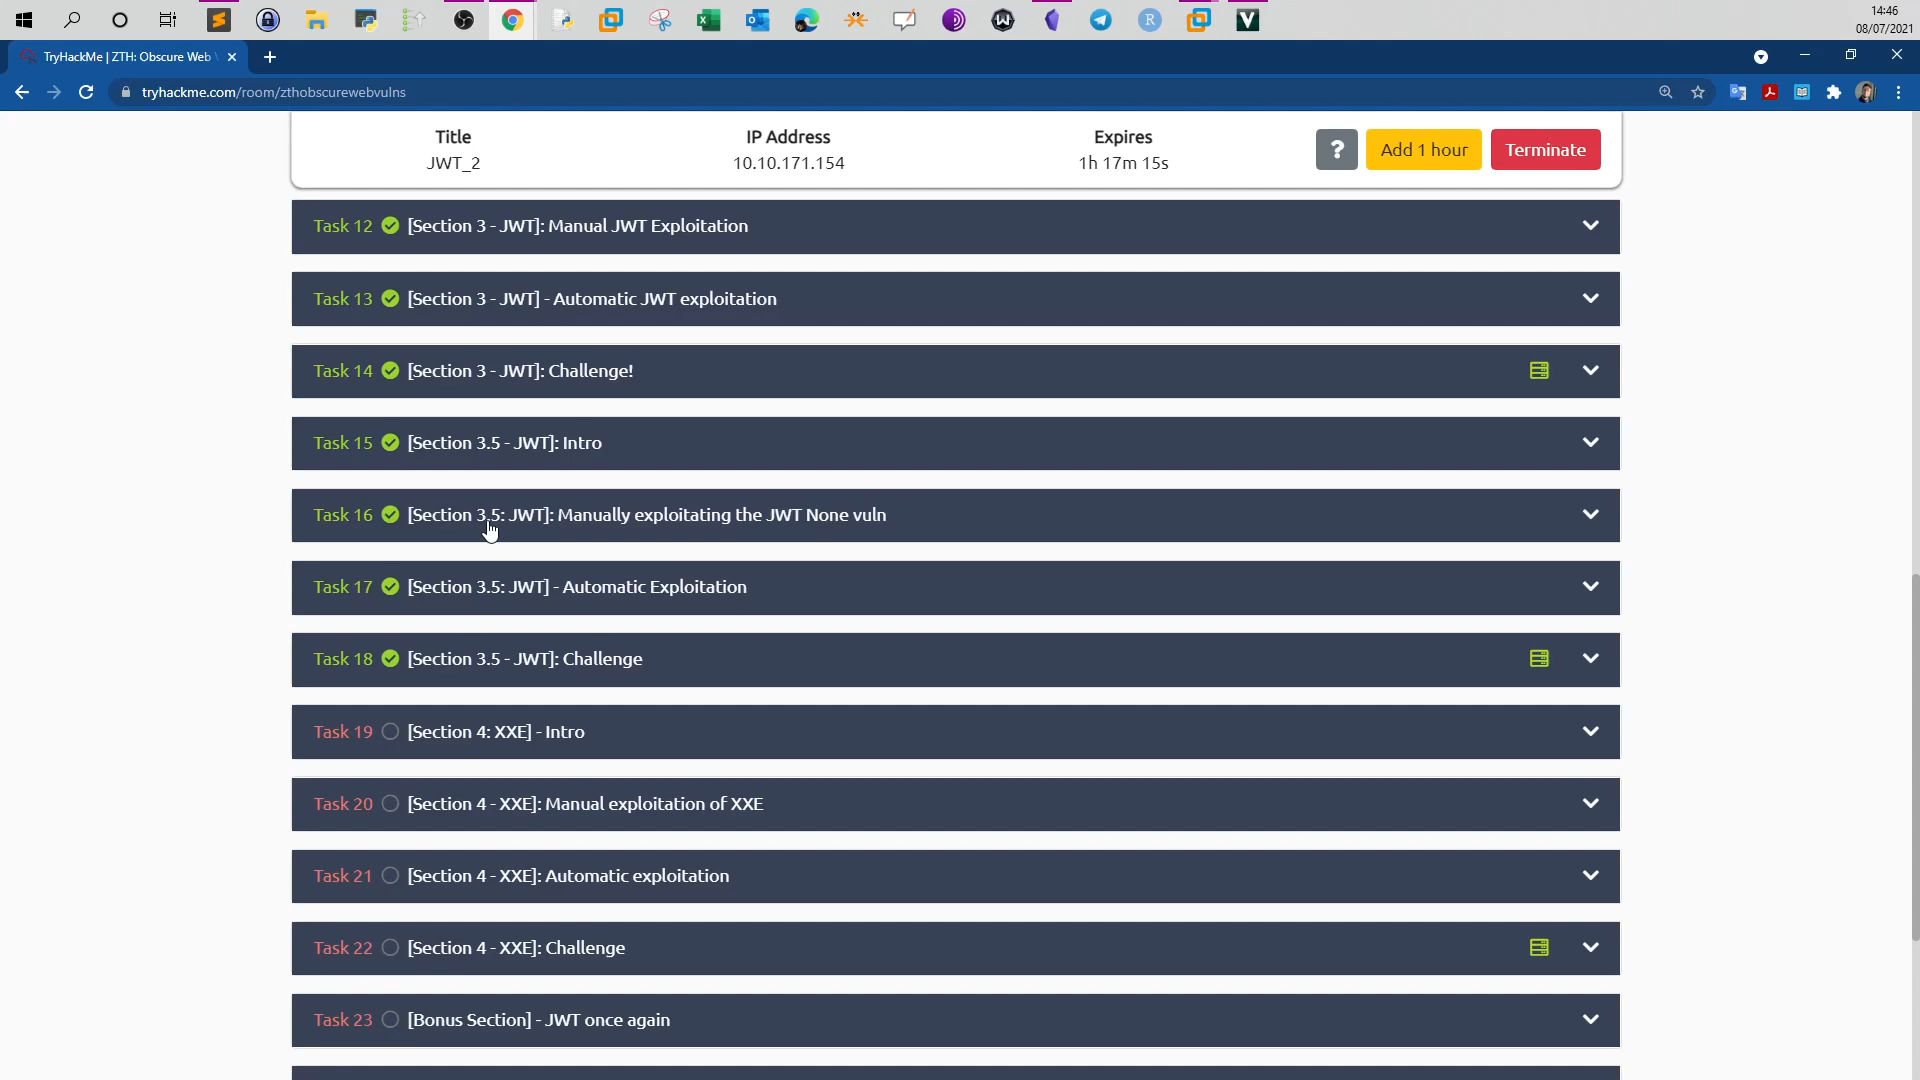 14:46
08/07/2021
TryHackMe | ZTH: Obscure Web
tryhackme.com/room/zthobscurewebvulns
Title
JWT_2
IP Address
10.10.171.154
Expires
1h 17m 15s
?
Add 1 hour
Terminate
Task 12 [Section 3 - JWT]: Manual JWT Exploitation
Task 13 [Section 3 - JWT] - Automatic JWT exploitation
Task 14 [Section 3 - JWT]: Challenge!
Task 15 [Section 3.5 - JWT]: Intro
Task 16 [Section 3.5: JWT]: Manually exploitating the JWT None vuln
Task 17 [Section 3.5: JWT] - Automatic Exploitation
Task 18 [Section 3.5 - JWT]: Challenge
Task 19 [Section 4: XXE] - Intro
Task 20 [Section 4 - XXE]: Manual exploitation of XXE
Task 21 [Section 4 - XXE]: Automatic exploitation
Task 22 [Section 4 - XXE]: Challenge
Task 23 [Bonus Section] - JWT once again